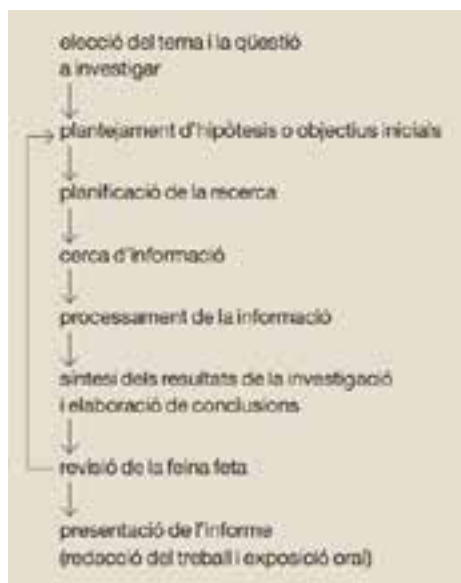 elecció del tema i la qüestió
a investigar
plantejament d'hipòtesis o objectius inicials
planificació de la recerca
cerca d'informació
processament de la informació
síntesi dels resultats de la investigació
i elaboració de conclusions
revisió de la feina feta
presentació de l'informe
(redacció del treball i exposició oral)